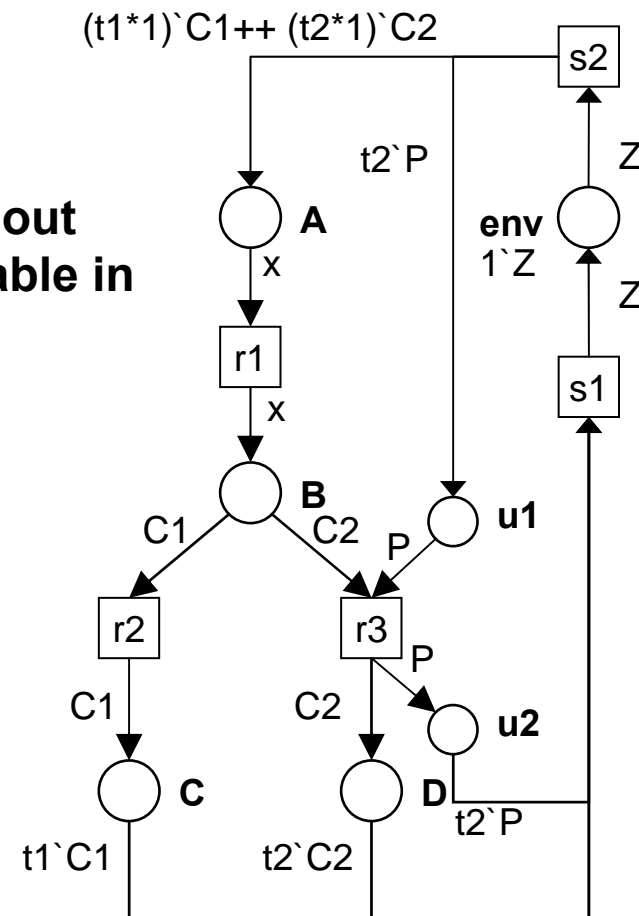 (t1*1)`C1++ (t2*1)`C2
s2
t2`P
Z
out
A
env
able in
x
1`Z
Z
r1
s1
x
B
u1
C1
C2
P
r2
r3
P
C1
C2
u2
C
D
t2`P
t1`C1
t2`C2